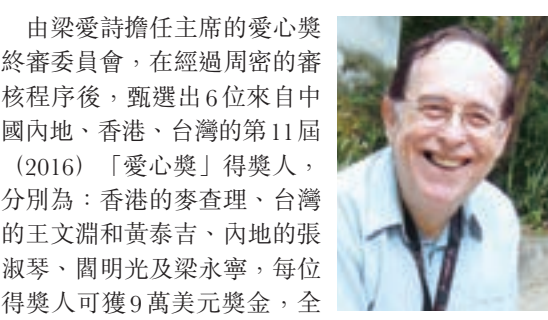 由梁愛詩擔任主席的愛心獎
終審委員會，在經過周密的審
核程序後，甄選出6位來自中
國內地、香港、台灣的第11屆
（2016）「愛心獎」得獎人，
分別為：香港的麥查理、台灣
的王文淵和黃泰吉、內地的張
淑琴、閻明光及梁永寧，每位
得獎人可獲9萬美元獎金，全